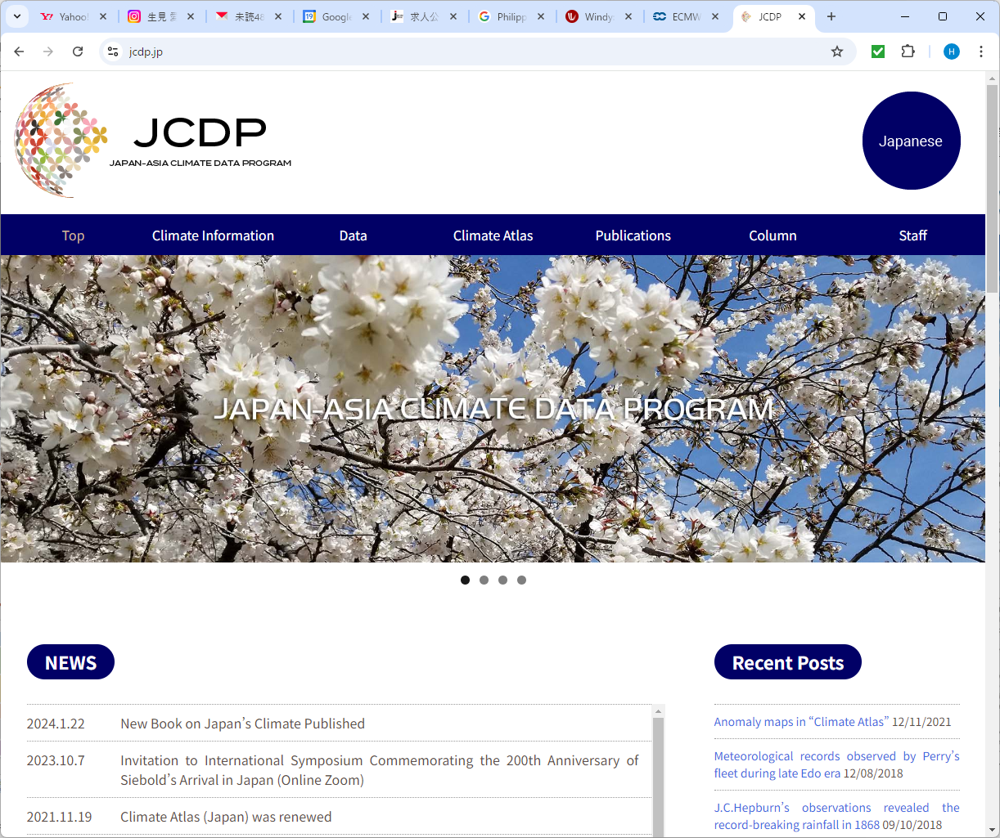 Yahoo!
生見 愛
未読48
Google
求人公
Philipp
Windy
ECMW
JCDP
jcdp.jp
H
JCDP
JAPAN-ASIA CLIMATE DATA PROGRAM
Japanese
Top
Climate Information
Data
Climate Atlas
Publications
Column
Staff
JAPAN-ASIA CLIMATE DATA PROGRAM
NEWS
2024.1.22 New Book on Japan’s Climate Published
2023.10.7 Invitation to International Symposium Commemorating the 200th Anniversary of
Siebold’s Arrival in Japan (Online Zoom)
2021.11.19 Climate Atlas (Japan) was renewed
Recent Posts
Anomaly maps in “Climate Atlas” 12/11/2021
Meteorological records observed by Perry’s
fleet during late Edo era 12/08/2018
J.C.Hepburn’s observations revealed the
record-breaking rainfall in 1868 09/10/2018